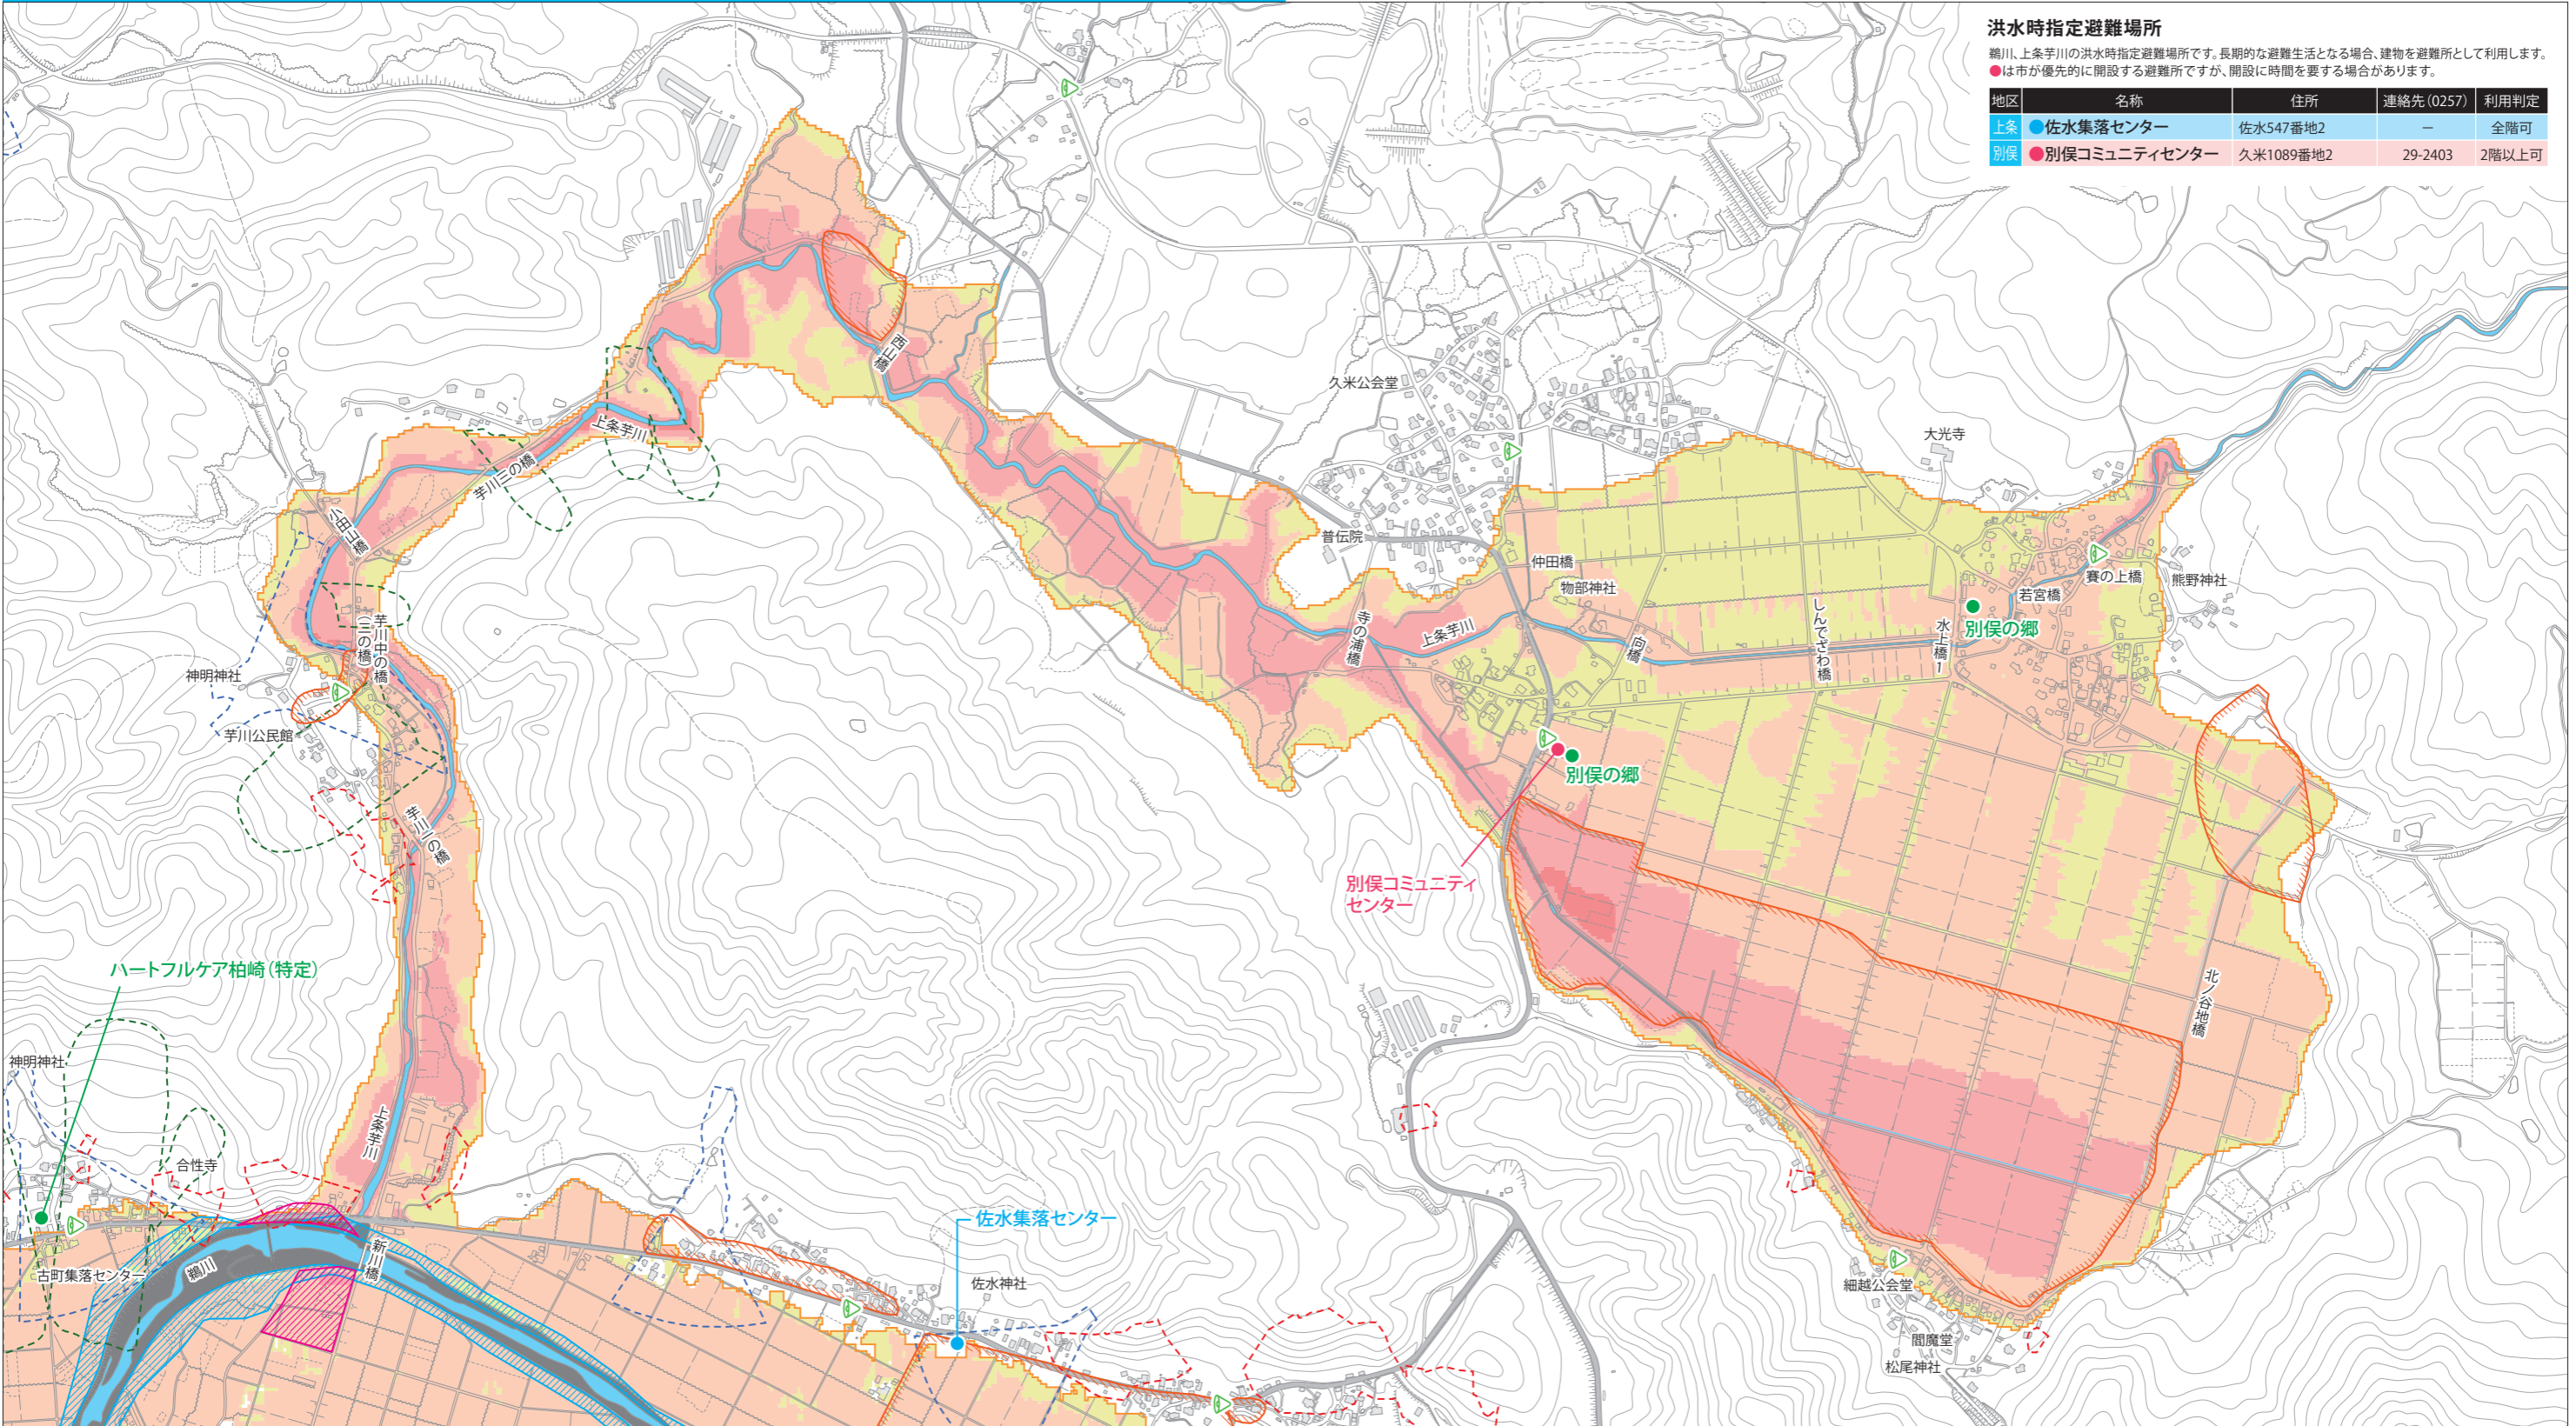 洪水時指定避難場所
鵜川、上条芋川の洪水時指定避難場所です。長期的な避難生活となる場合、建物を避難所として利用します。
●は市が優先的に開設する避難所ですが、開設に時間を要する場合があります。
地区 名称 住所 連絡先(0257) 利用判定
上条 ●佐水集落センター 佐水547番地2 － 全階可
別俣 ●別俣コミュニティセンター 久米1089番地2 29-2403 2階以上可
西山橋
久米公会堂
上条芋川
大光寺
芋川三の橋
小田山橋
普伝院
仲田橋
物部神社
賽の上橋
熊野神社
若宮橋
別俣の郷
しんでざわ橋
水上橋1
寺の浦橋
上条芋川
向橋
芋川中の橋
(二の橋)
神明神社
芋川公民館
別俣の郷
芋川一の橋
別俣コミュニティ
センター
ハートフルケア柏崎(特定)
北ノ谷地橋
神明神社
上条芋川
合性寺
佐水集落センター
新川橋
鵜川
古町集落センター
佐水神社
細越公会堂
閻魔堂
松尾神社